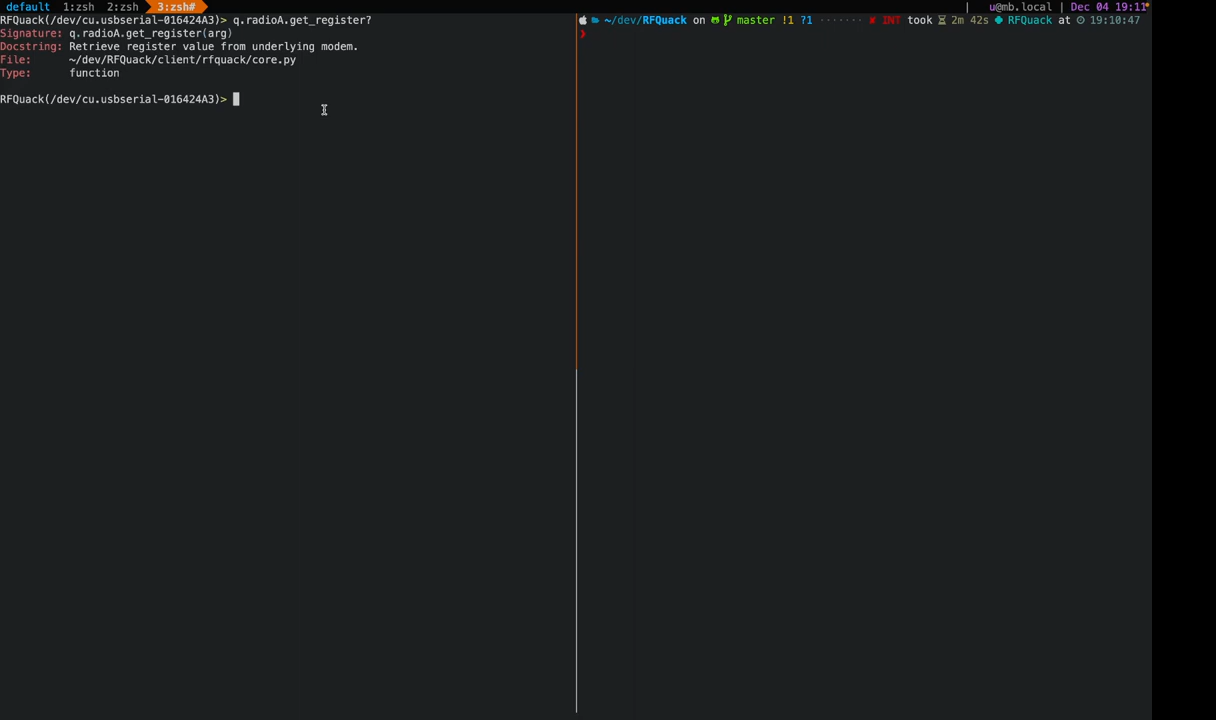 default 1:zsh 2:zsh 3:zsh# | u@mb.local | Dec 04 19:11
RFQuack(/dev/cu.usbserial-016424A3)> q.radioA.get_register?
Signature: q.radioA.get_register(arg)
Docstring: Retrieve register value from underlying modem.
File: ~/dev/RFQuack/client/rfquack/core.py
Type: function
RFQuack(/dev/cu.usbserial-016424A3)>
~/dev/RFQuack on master !1 ?1 ······· ✘ INT took 2m 42s RFQuack at 19:10:47
❯